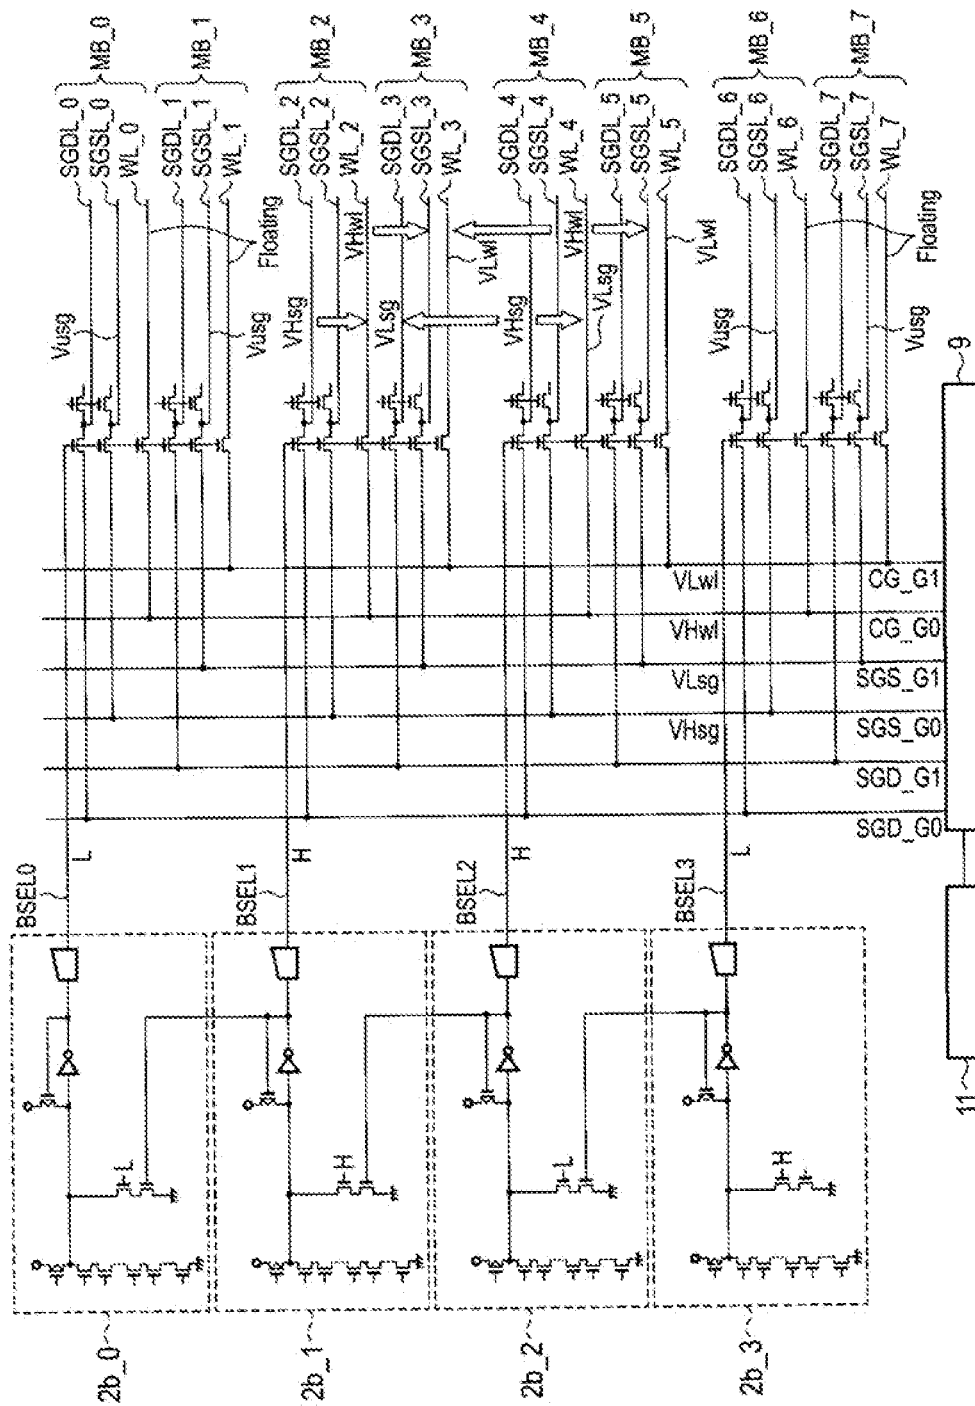 SGDL_0
SGSL_0
WL_0
MB_0
SGDL_1
SGSL_1
WL_1
MB_1
SGDL_2
SGSL_2
WL_2
MB_2
SGDL_3
SGSL_3
WL_3
MB_3
SGDL_4
SGSL_4
WL_4
MB_4
SGDL_5
SGSL_5
WL_5
MB_5
SGDL_6
SGSL_6
WL_6
MB_6
SGDL_7
SGSL_7
WL_7
MB_7
Vusg
Floating
Vusg
VHsg
VHwl
VLsg
VLwl
VHsg
VHwl
VLsg
VLwl
Vusg
Floating
Vusg
9
VLwl
CG_G1
VHwl
CG_G0
VLsg
SGS_G1
VHsg
SGS_G0
SGD_G1
SGD_G0
BSEL0
L
BSEL1
H
BSEL2
H
BSEL3
L
11
L
H
L
H
2b_0
2b_1
2b_2
2b_3